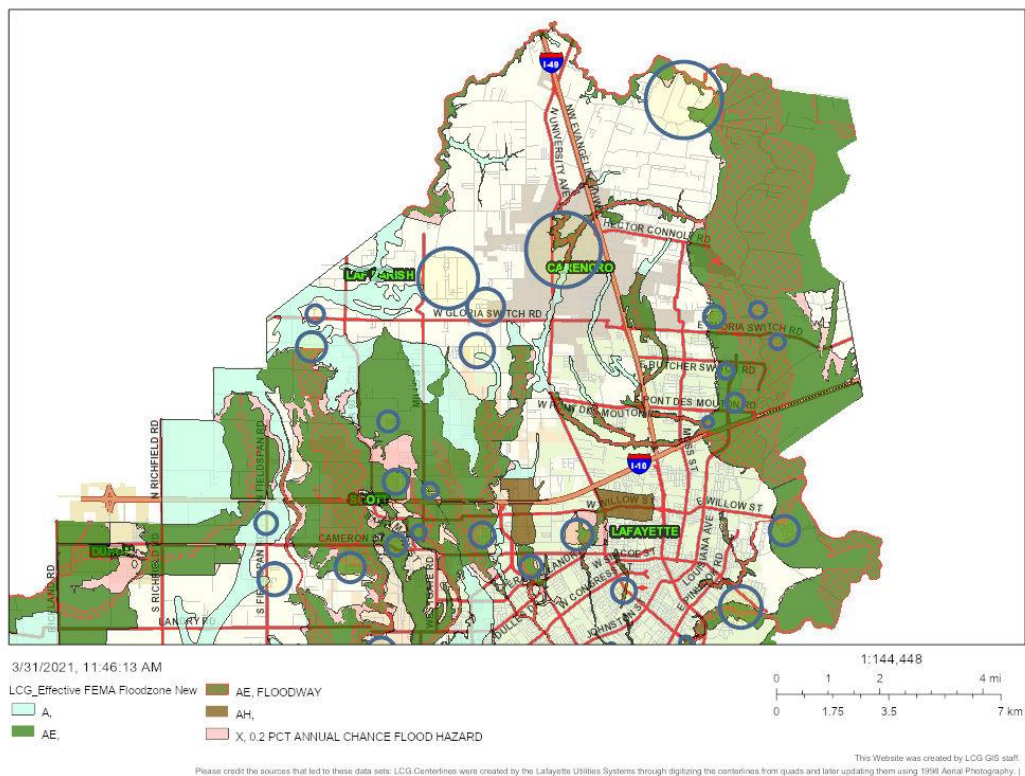 I-49
N UNIVERSITY AVE
NW EVANGELINE THWY
HECTOR CONNOLY RD
CARENCRO
W GLORIA SWITCH RD
E GLORIA SWITCH RD
E BUTCHER SWITCH RD
W PONT DES MOUTON RD
E PONT DES MOUTON RD
MOSS ST
N RICHFIELD RD
N FIELDSPAN RD
I-10
W WILLOW ST
E WILLOW ST
SCOTT
LAFAYETTE
CAMERON
S RICHFIELD RD
S FIELDSPAN
W CONGRESS ST
JOHNSTON ST
LANDRY RD
3/31/2021, 11:46:13 AM
LCG_Effective FEMA Floodzone New
A,
AE,
AE, FLOODWAY
AH,
X, 0.2 PCT ANNUAL CHANCE FLOOD HAZARD
1:144,448
0 1 2 4 mi
0 1.75 3.5 7 km
This Website was created by LCG GIS staff.
Please credit the sources that led to these data sets: LCG.Centerlines were created by the Lafayette Utilities Systems through digitizing the centerlines from quads and later updating them using 1998 Aerial Photography. |